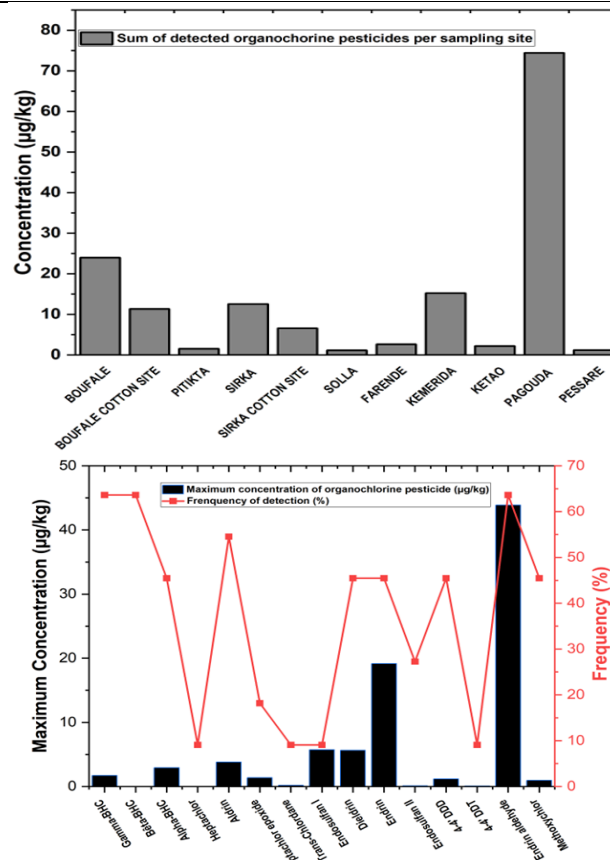 Sum of detected organochorine pesticides per sampling site
Concentration (µg/kg)
80
70
60
50
40
30
20
10
0
BOUFALE
BOUFALE COTTON SITE
PITIKTA
SIRKA
SIRKA COTTON SITE
SOLLA
FARENDE
KEMERIDA
KETAO
PAGOUDA
PESSARE
Maximum concentration of organochlorine pesticide (µg/kg)
Frenquency of detection (%)
Maximum Concentration (µg/kg)
50
40
30
20
10
0
Frequency (%)
70
60
50
40
30
20
10
0
Gamma-BHC
Bêta-BHC
Alpha-BHC
Heptachlor
Aldrin
ptachlor epoxide
Trans-Chlordane
Endosulfan I
Dieldrin
Endrin
Endosulfan II
4,4' DDD
4,4' DDT
Endrin aldehyde
Methoxychlor